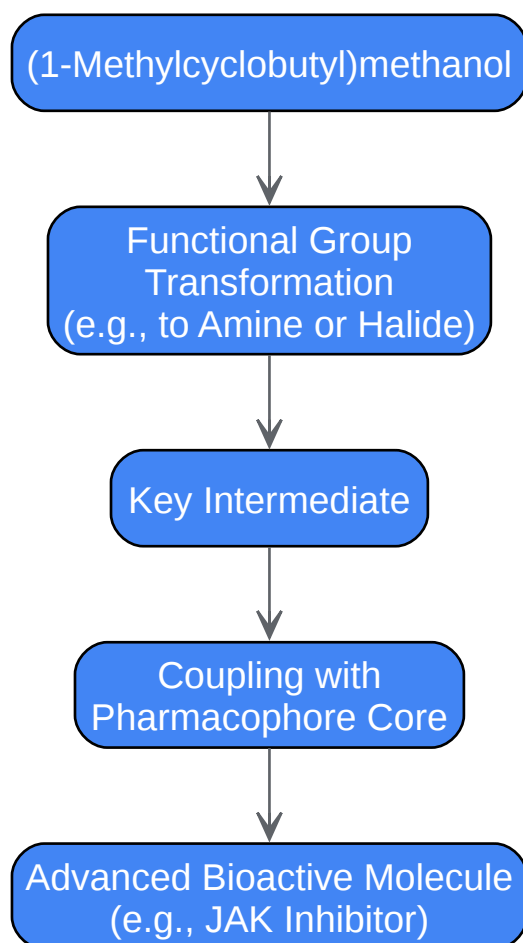 (1-Methylcyclobutyl)methanol
Functional Group
Transformation
(e.g., to Amine or Halide)
Key Intermediate
Coupling with
Pharmacophore Core
Advanced Bioactive Molecule
(e.g., JAK Inhibitor)